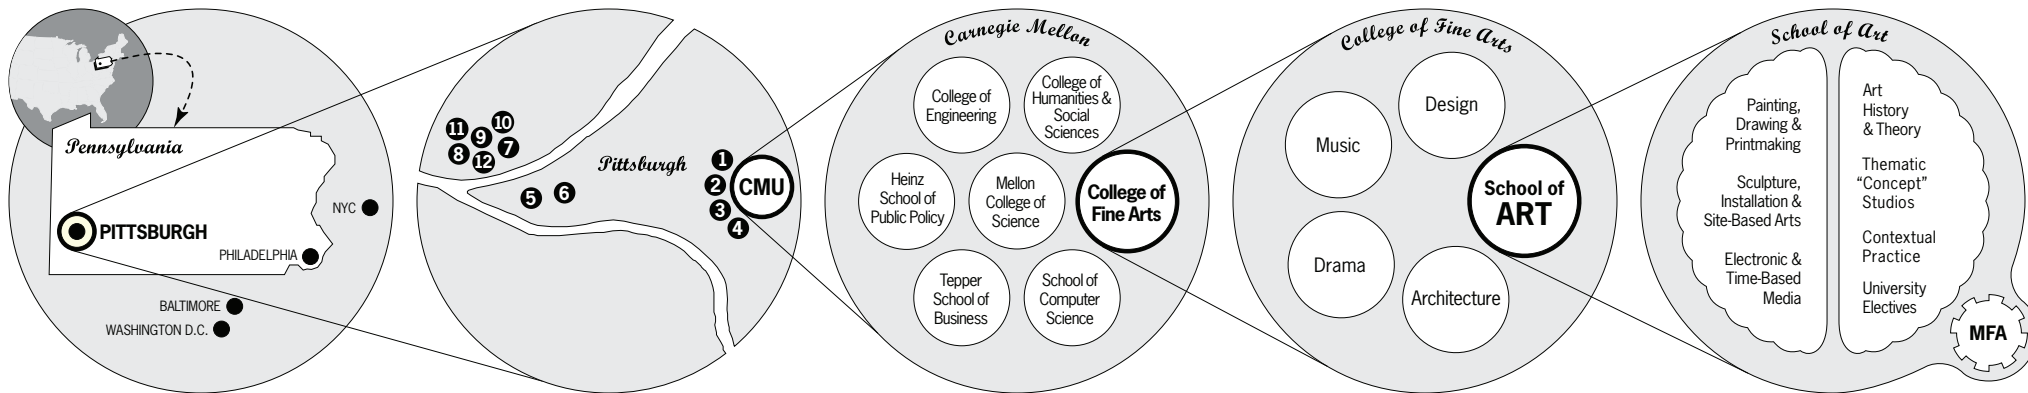 Pennsylvania
PITTSBURGH
NYC
PHILADELPHIA
BALTIMORE
WASHINGTON D.C.
Pittsburgh
11
10
9
8
12
7
5
6
1
2
3
4
CMU
Carnegie Mellon
College of
Engineering
College of
Humanities &
Social
Sciences
Heinz
School of
Public Policy
Mellon
College of
Science
College of
Fine Arts
Tepper
School of
Business
School of
Computer
Science
College of Fine Arts
Design
Music
School of
ART
Drama
Architecture
School of Art
Painting,
Drawing &
Printmaking
Sculpture,
Installation &
Site-Based Arts
Electronic &
Time-Based
Media
Art
History
& Theory
Thematic
“Concept”
Studios
Contextual
Practice
University
Electives
MFA